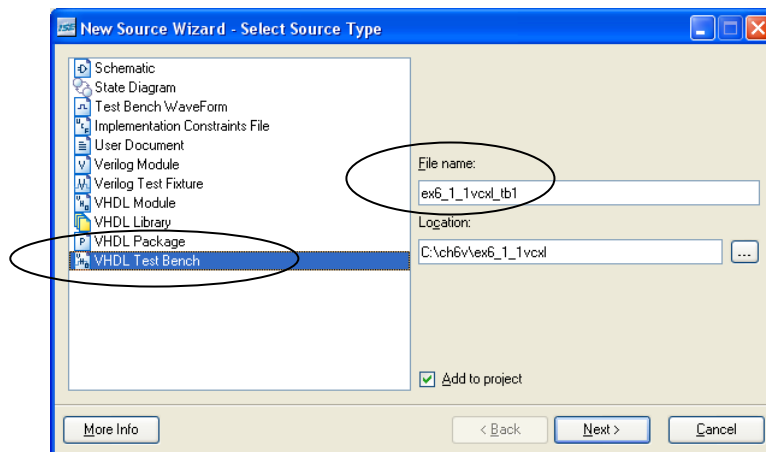 ISE New Source Wizard - Select Source Type
Schematic
State Diagram
Test Bench WaveForm
Implementation Constraints File
User Document
Verilog Module
Verilog Test Fixture
VHDL Module
VHDL Library
VHDL Package
VHDL Test Bench
File name:
ex6_1_1vcxl_tb1
Location:
C:\ch6v\ex6_1_1vcxl
...
Add to project
More Info
< Back
Next >
Cancel